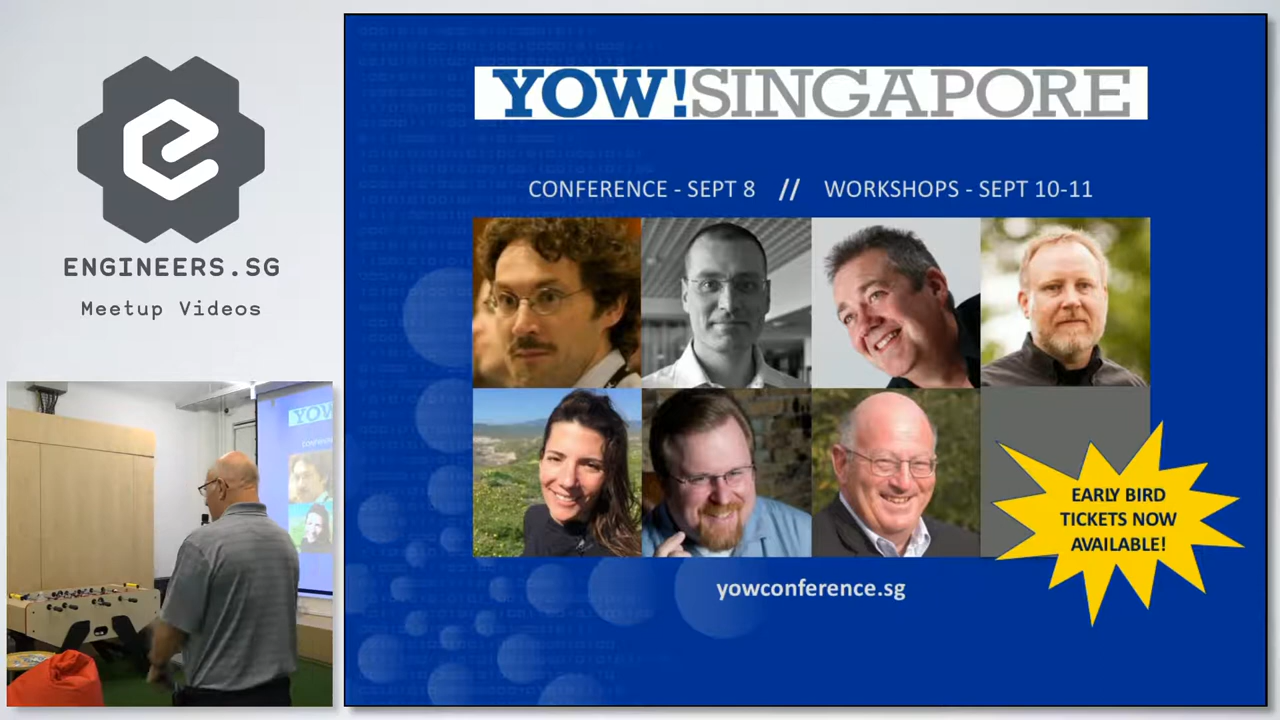 ENGINEERS.SG
Meetup Videos
YOW!SINGAPORE
CONFERENCE - SEPT 8 // WORKSHOPS - SEPT 10-11
EARLY BIRD
TICKETS NOW
AVAILABLE!
yowconference.sg
YOW